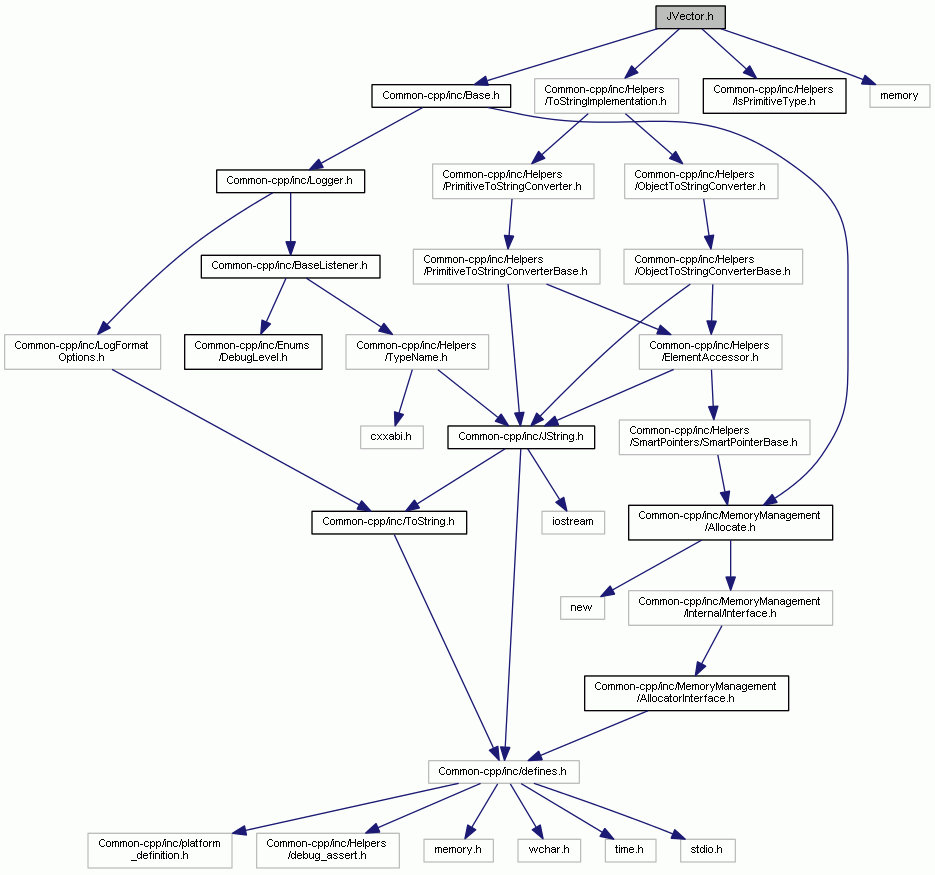 JVector.h
Common-cpp/inc/Base.h
Common-cpp/inc/Helpers
/ToStringImplementation.h
Common-cpp/inc/Helpers
/IsPrimitiveType.h
memory
Common-cpp/inc/Logger.h
Common-cpp/inc/Helpers
/PrimitiveToStringConverter.h
Common-cpp/inc/Helpers
/ObjectToStringConverter.h
Common-cpp/inc/BaseListener.h
Common-cpp/inc/Helpers
/PrimitiveToStringConverterBase.h
Common-cpp/inc/Helpers
/ObjectToStringConverterBase.h
Common-cpp/inc/LogFormat
Options.h
Common-cpp/inc/Enums
/DebugLevel.h
Common-cpp/inc/Helpers
/TypeName.h
Common-cpp/inc/Helpers
/ElementAccessor.h
cxxabi.h
Common-cpp/inc/JString.h
Common-cpp/inc/Helpers
/SmartPointers/SmartPointerBase.h
Common-cpp/inc/ToString.h
iostream
Common-cpp/inc/MemoryManagement
/Allocate.h
new
Common-cpp/inc/MemoryManagement
/Internal/Interface.h
Common-cpp/inc/MemoryManagement
/AllocatorInterface.h
Common-cpp/inc/defines.h
Common-cpp/inc/platform
_definition.h
Common-cpp/inc/Helpers
/debug_assert.h
memory.h
wchar.h
time.h
stdio.h